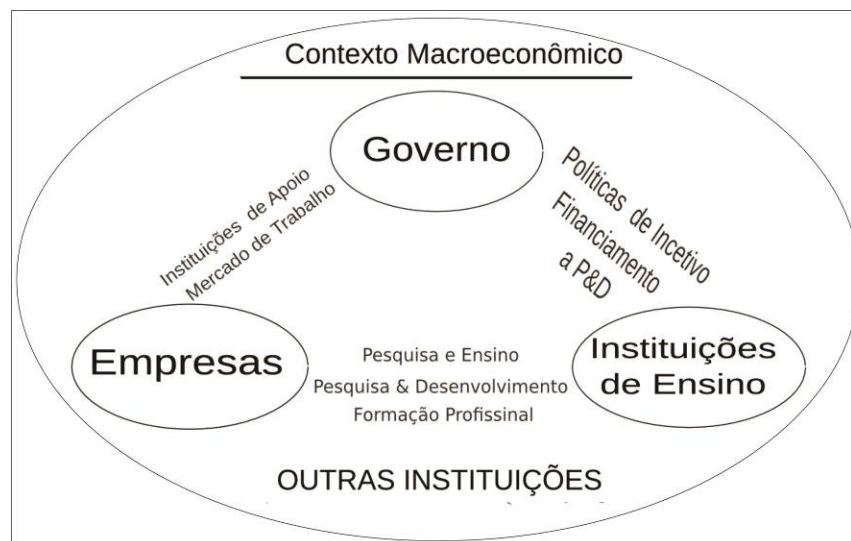 Contexto Macroeconômico
Governo
Instituições de Apoio
Mercado de Trabalho
Políticas de Incetivo
Financiamento
a P&D
Empresas
Pesquisa e Ensino
Pesquisa & Desenvolvimento
Formação Profissinal
Instituições
de Ensino
OUTRAS INSTITUIÇÕES